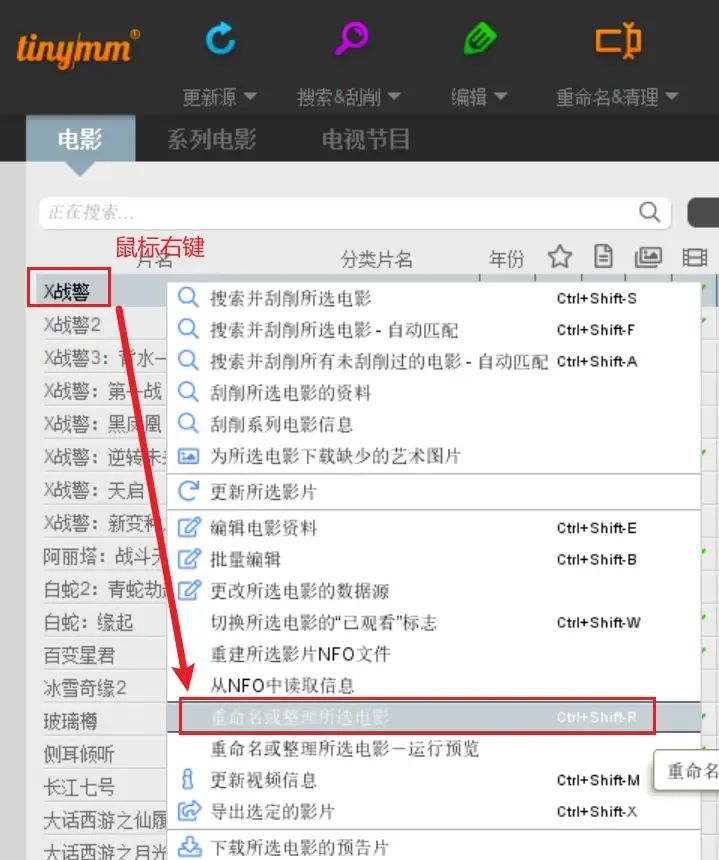 tinymm®
更新源
搜索&刮削
编辑
重命名&清理
电影
系列电影
电视节目
正在搜索...
鼠标右键
片名
分类片名
年份
X战警
X战警2
X战警3：背水一
X战警：第一战
X战警：黑凤凰
X战警：逆转未来
X战警：天启
X战警：新变种人
阿丽塔：战斗天
白蛇2：青蛇劫起
白蛇：缘起
百变星君
冰雪奇缘2
玻璃樽
侧耳倾听
长江七号
大话西游之仙履
大话西游之月光
搜索并刮削所选电影 Ctrl+Shift-S
搜索并刮削所选电影 - 自动匹配 Ctrl+Shift-F
搜索并刮削所有未刮削过的电影 - 自动匹配 Ctrl+Shift-A
刮削所选电影的资料
刮削系列电影信息
为所选电影下载缺少的艺术图片
更新所选影片
编辑电影资料 Ctrl+Shift-E
批量编辑 Ctrl+Shift-B
更改所选电影的数据源
切换所选电影的“已观看”标志 Ctrl+Shift-W
重建所选影片NFO文件
从NFO中读取信息
重命名或整理所选电影 Ctrl+Shift-R
重命名或整理所选电影－运行预览
更新视频信息 Ctrl+Shift-M
导出选定的影片 Ctrl+Shift-X
下载所选电影的预告片
重命名